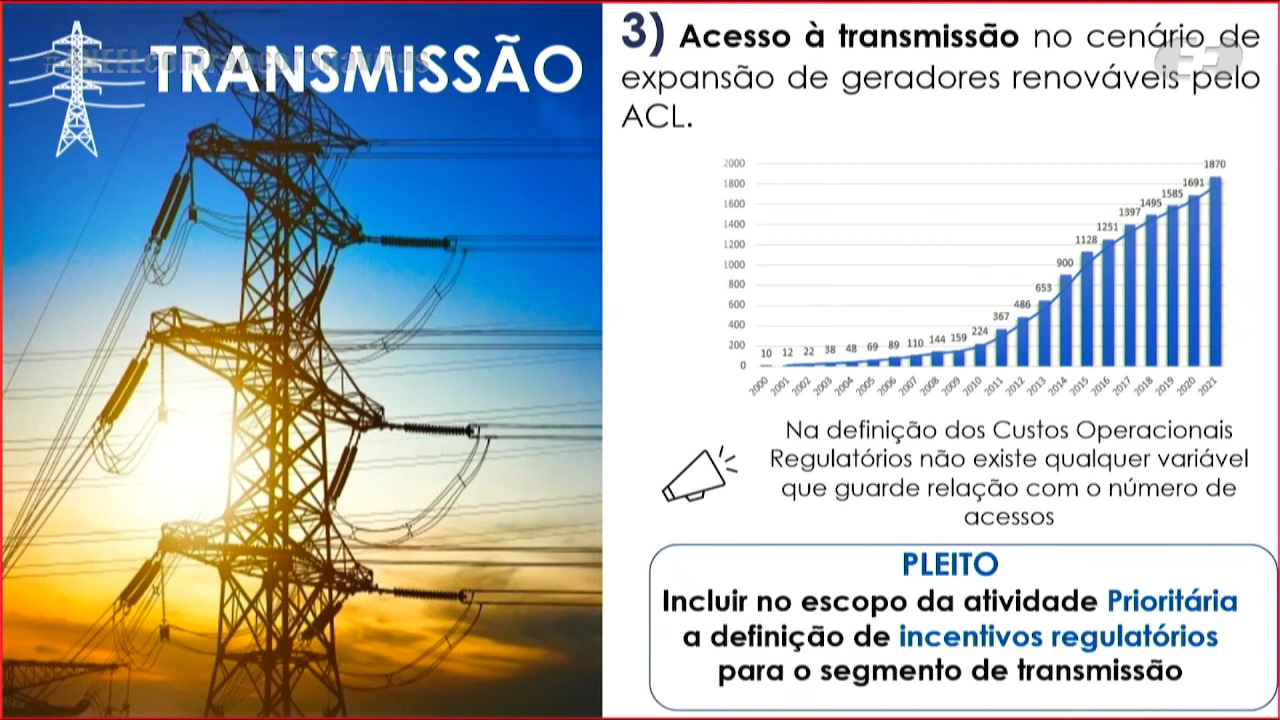 TRANSMISSÃO
3) Acesso à transmissão no cenário de
expansão de geradores renováveis pelo
ACL.
2000
1800
1600
1400
1200
1000
800
600
400
200
0
10 12 22 38 48 69 89 110 144 159 224 367 486 653 900 1128 1251 1397 1495 1585 1691 1870
2000 2001 2002 2003 2004 2005 2006 2007 2008 2009 2010 2011 2012 2013 2014 2015 2016 2017 2018 2019 2020 2021
Na definição dos Custos Operacionais
Regulatórios não existe qualquer variável
que guarde relação com o número de
acessos
PLEITO
Incluir no escopo da atividade Prioritária
a definição de incentivos regulatórios
para o segmento de transmissão